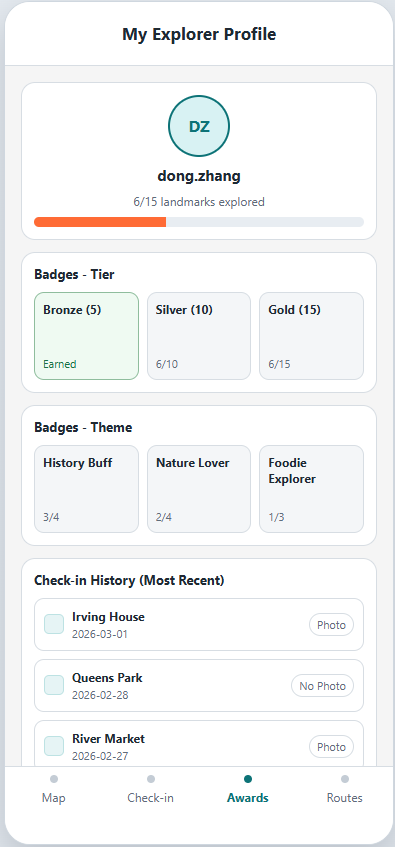 My Explorer Profile
DZ
dong.zhang
6/15 landmarks explored
Badges - Tier
Bronze (5)
Earned
Silver (10)
6/10
Gold (15)
6/15
Badges - Theme
History Buff
3/4
Nature Lover
2/4
Foodie
Explorer
1/3
Check-in History (Most Recent)
Irving House
2026-03-01
Photo
Queens Park
2026-02-28
No Photo
River Market
2026-02-27
Photo
Map
Check-in
Awards
Routes